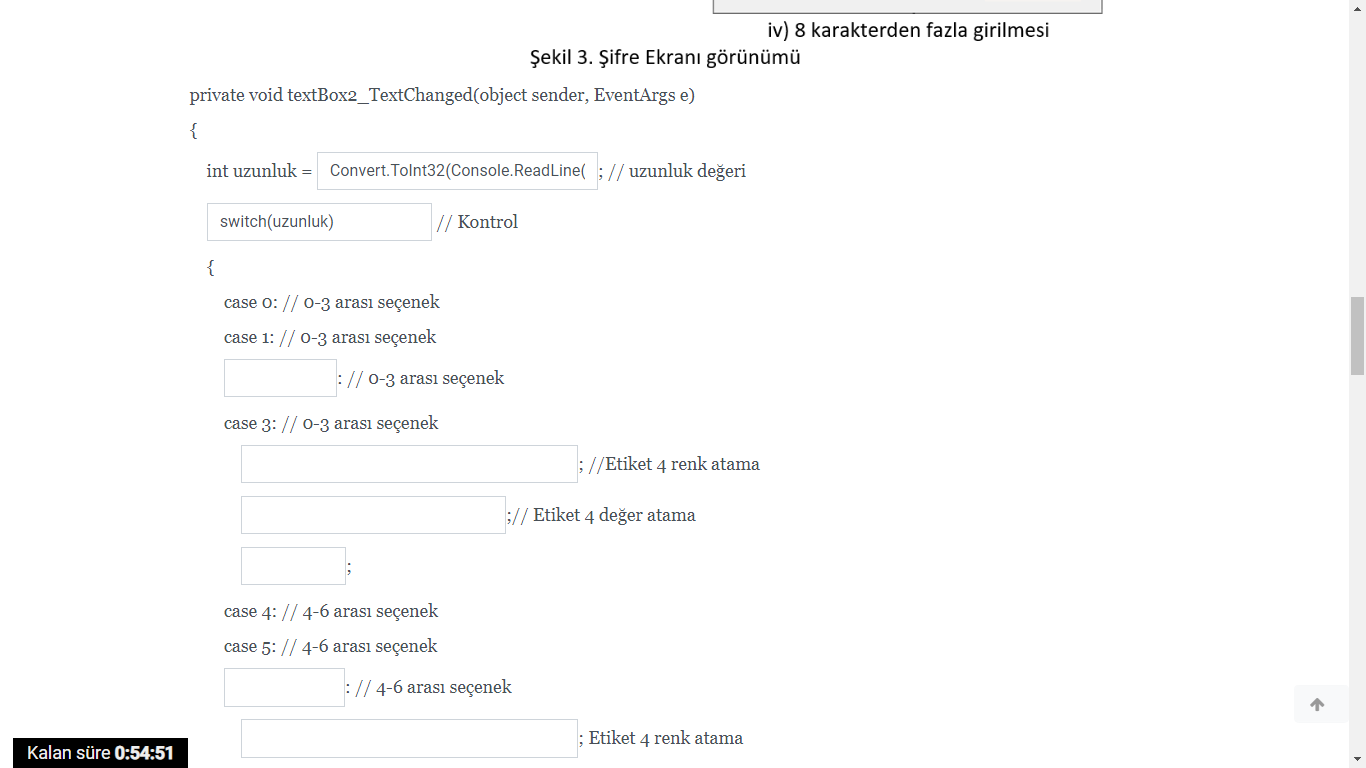 iv) 8 karakterden fazla girilmesi
Şekil 3. Şifre Ekranı görünümü
private void textBox2_TextChanged(object sender, EventArgs e)
{
int uzunluk = Convert.ToInt32(Console.ReadLine( ; // uzunluk değeri
switch(uzunluk) // Kontrol
{
case 0: // 0-3 arası seçenek
case 1: // 0-3 arası seçenek
: // 0-3 arası seçenek
case 3: // 0-3 arası seçenek
; //Etiket 4 renk atama
;// Etiket 4 değer atama
;
case 4: // 4-6 arası seçenek
case 5: // 4-6 arası seçenek
: // 4-6 arası seçenek
; Etiket 4 renk atama
Kalan süre 0:54:51